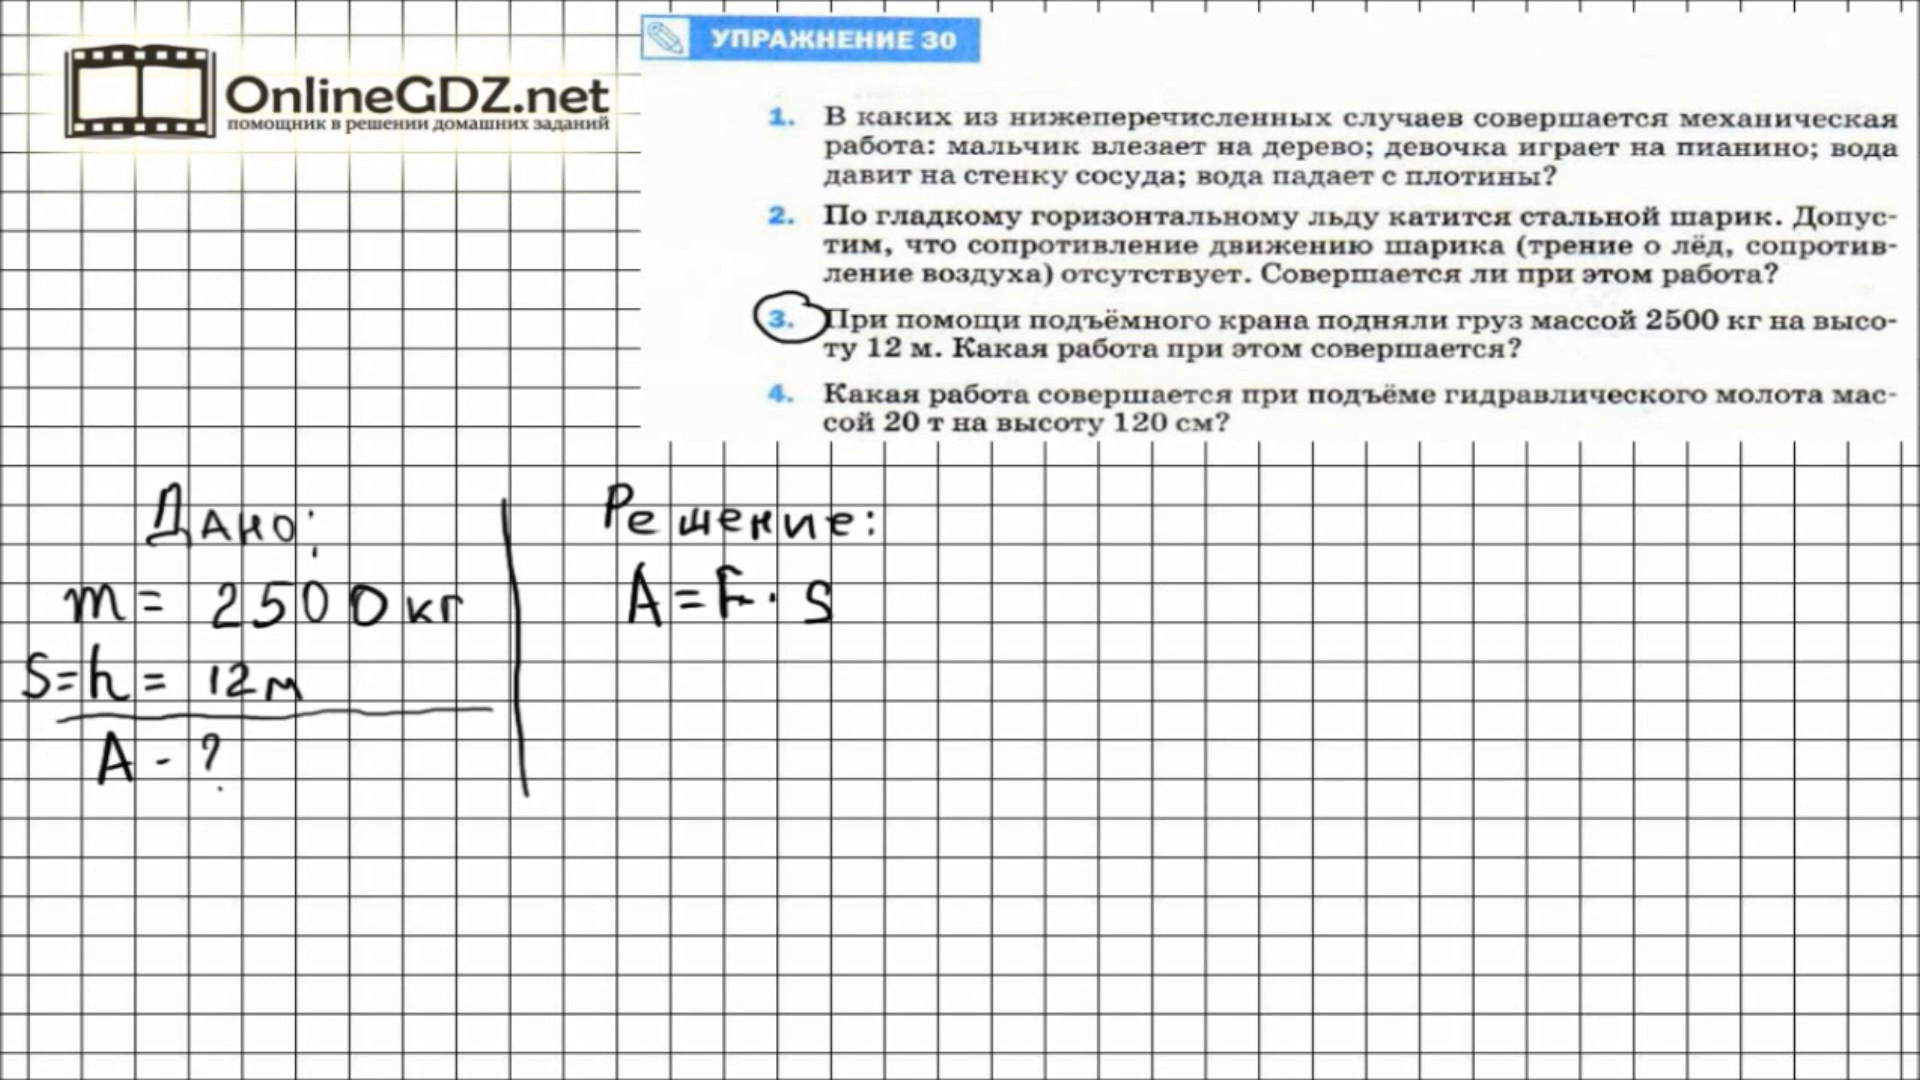 OnlineGDZ.net
помощник в решении домашних заданий
УПРАЖНЕНИЕ 30
1. В каких из нижеперечисленных случаев совершается механическая
работа: мальчик влезает на дерево; девочка играет на пианино; вода
давит на стенку сосуда; вода падает с плотины?
2. По гладкому горизонтальному льду катится стальной шарик. Допус-
тим, что сопротивление движению шарика (трение о лёд, сопротив-
ление воздуха) отсутствует. Совершается ли при этом работа?
3. При помощи подъёмного крана подняли груз массой 2500 кг на высо-
ту 12 м. Какая работа при этом совершается?
4. Какая работа совершается при подъёме гидравлического молота мас-
сой 20 т на высоту 120 см?
Дано:
m = 2500 кг
S = h = 12 м
A - ?
Решение:
A = F · S